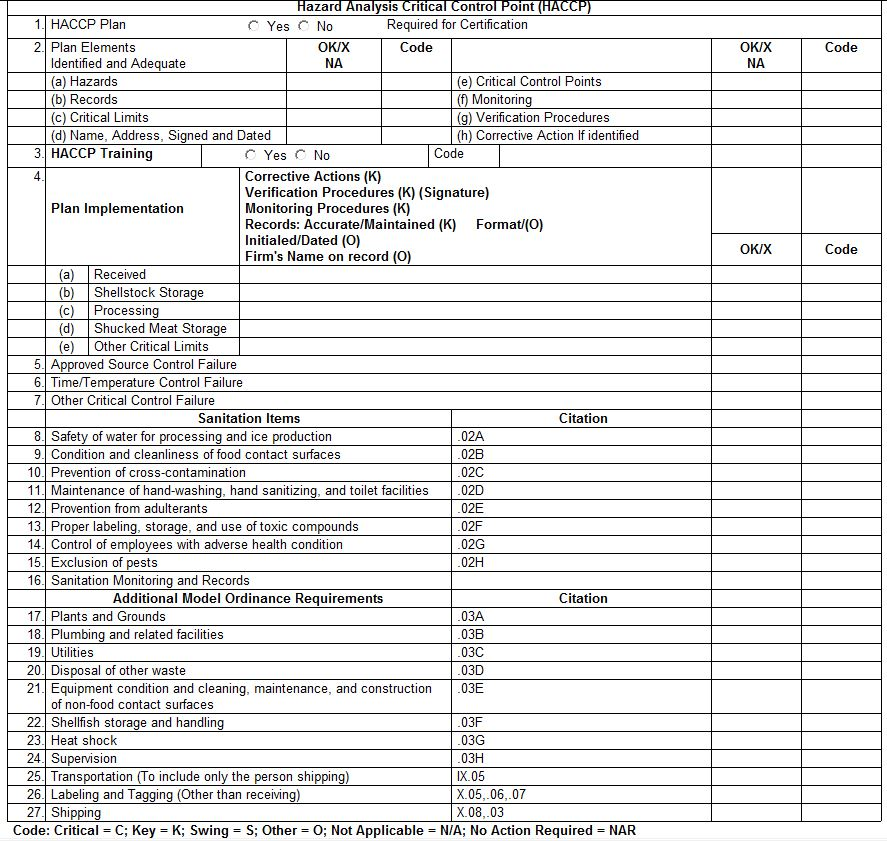 Hazard Analysis Critical Control Point (HACCP)
1. HACCP Plan Yes No Required for Certification
2. Plan Elements OK/X Code OK/X Code
Identified and Adequate NA NA
(a) Hazards (e) Critical Control Points
(b) Records (f) Monitoring
(c) Critical Limits (g) Verification Procedures
(d) Name, Address, Signed and Dated (h) Corrective Action If identified
3. HACCP Training Yes No Code
4. Corrective Actions (K)
Verification Procedures (K) (Signature)
Plan Implementation Monitoring Procedures (K)
Records: Accurate/Maintained (K) Format/(O)
Initialed/Dated (O)
OK/X Code
Firm's Name on record (O)
(a) Received
(b) Shellstock Storage
(c) Processing
(d) Shucked Meat Storage
(e) Other Critical Limits
5. Approved Source Control Failure
6. Time/Temperature Control Failure
7. Other Critical Control Failure
Sanitation Items Citation
8. Safety of water for processing and ice production .02A
9. Condition and cleanliness of food contact surfaces .02B
10. Prevention of cross-contamination .02C
11. Maintenance of hand-washing, hand sanitizing, and toilet facilities .02D
12. Provention from adulterants .02E
13. Proper labeling, storage, and use of toxic compounds .02F
14. Control of employees with adverse health condition .02G
15. Exclusion of pests .02H
16. Sanitation Monitoring and Records
Additional Model Ordinance Requirements Citation
17. Plants and Grounds .03A
18. Plumbing and related facilities .03B
19. Utilities .03C
20. Disposal of other waste .03D
21. Equipment condition and cleaning, maintenance, and construction .03E
of non-food contact surfaces
22. Shellfish storage and handling .03F
23. Heat shock .03G
24. Supervision .03H
25. Transportation (To include only the person shipping) IX.05
26. Labeling and Tagging (Other than receiving) X.05,.06,.07
27. Shipping X.08,.03
Code: Critical = C; Key = K; Swing = S; Other = O; Not Applicable = N/A; No Action Required = NAR